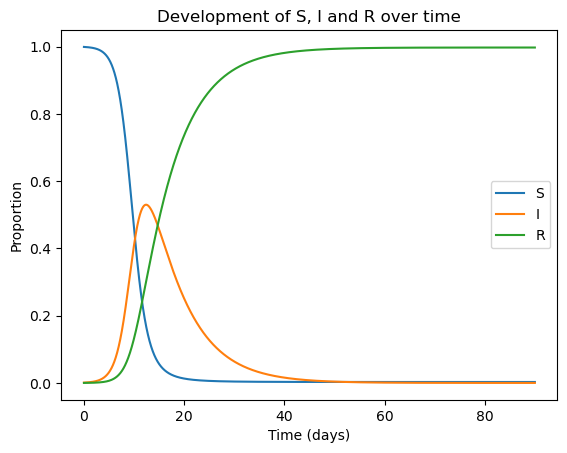 Development of S, I and R over time
Proportion
1.0
0.8
0.6
0.4
0.2
0.0
S
I
R
0
20
40
60
80
Time (days)